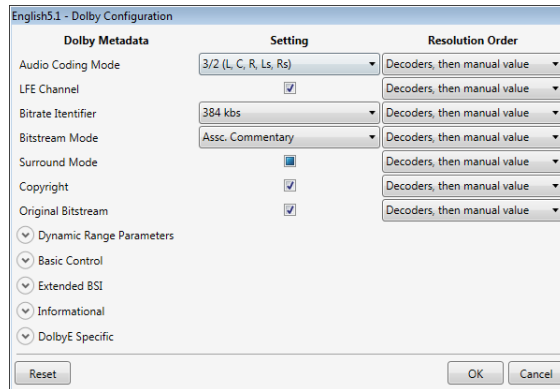 English5.1 - Dolby Configuration
Dolby Metadata Setting Resolution Order
Audio Coding Mode 3/2 (L, C, R, Ls, Rs) Decoders, then manual value
LFE Channel Decoders, then manual value
Bitrate Itentifier 384 kbs Decoders, then manual value
Bitstream Mode Assc. Commentary Decoders, then manual value
Surround Mode Decoders, then manual value
Copyright Decoders, then manual value
Original Bitstream Decoders, then manual value
Dynamic Range Parameters
Basic Control
Extended BSI
Informational
DolbyE Specific
Reset OK Cancel